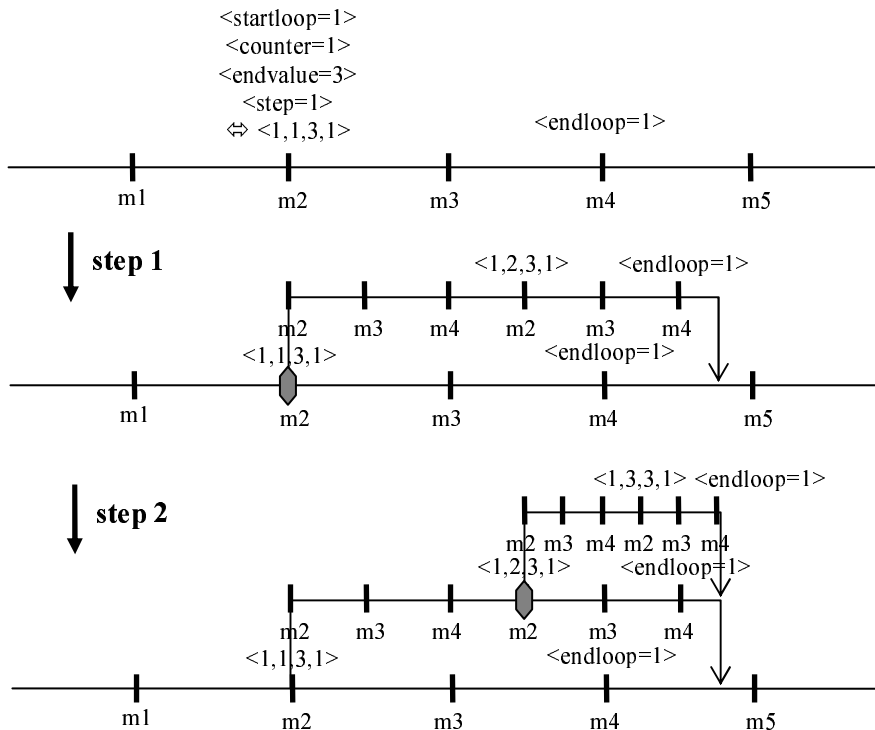 <startloop=1>
<counter=1>
<endvalue=3>
<step=1>
⇔ <1,1,3,1>
<endloop=1>
m1 m2 m3 m4 m5
step 1
<1,2,3,1> <endloop=1>
m2 m3 m4 m2 m3 m4
<1,1,3,1> <endloop=1>
m1 m2 m3 m4 m5
step 2
<1,3,3,1> <endloop=1>
m2 m3 m4 m2 m3 m4
<1,2,3,1> <endloop=1>
m2 m3 m4 m2 m3 m4
<1,1,3,1> <endloop=1>
m1 m2 m3 m4 m5